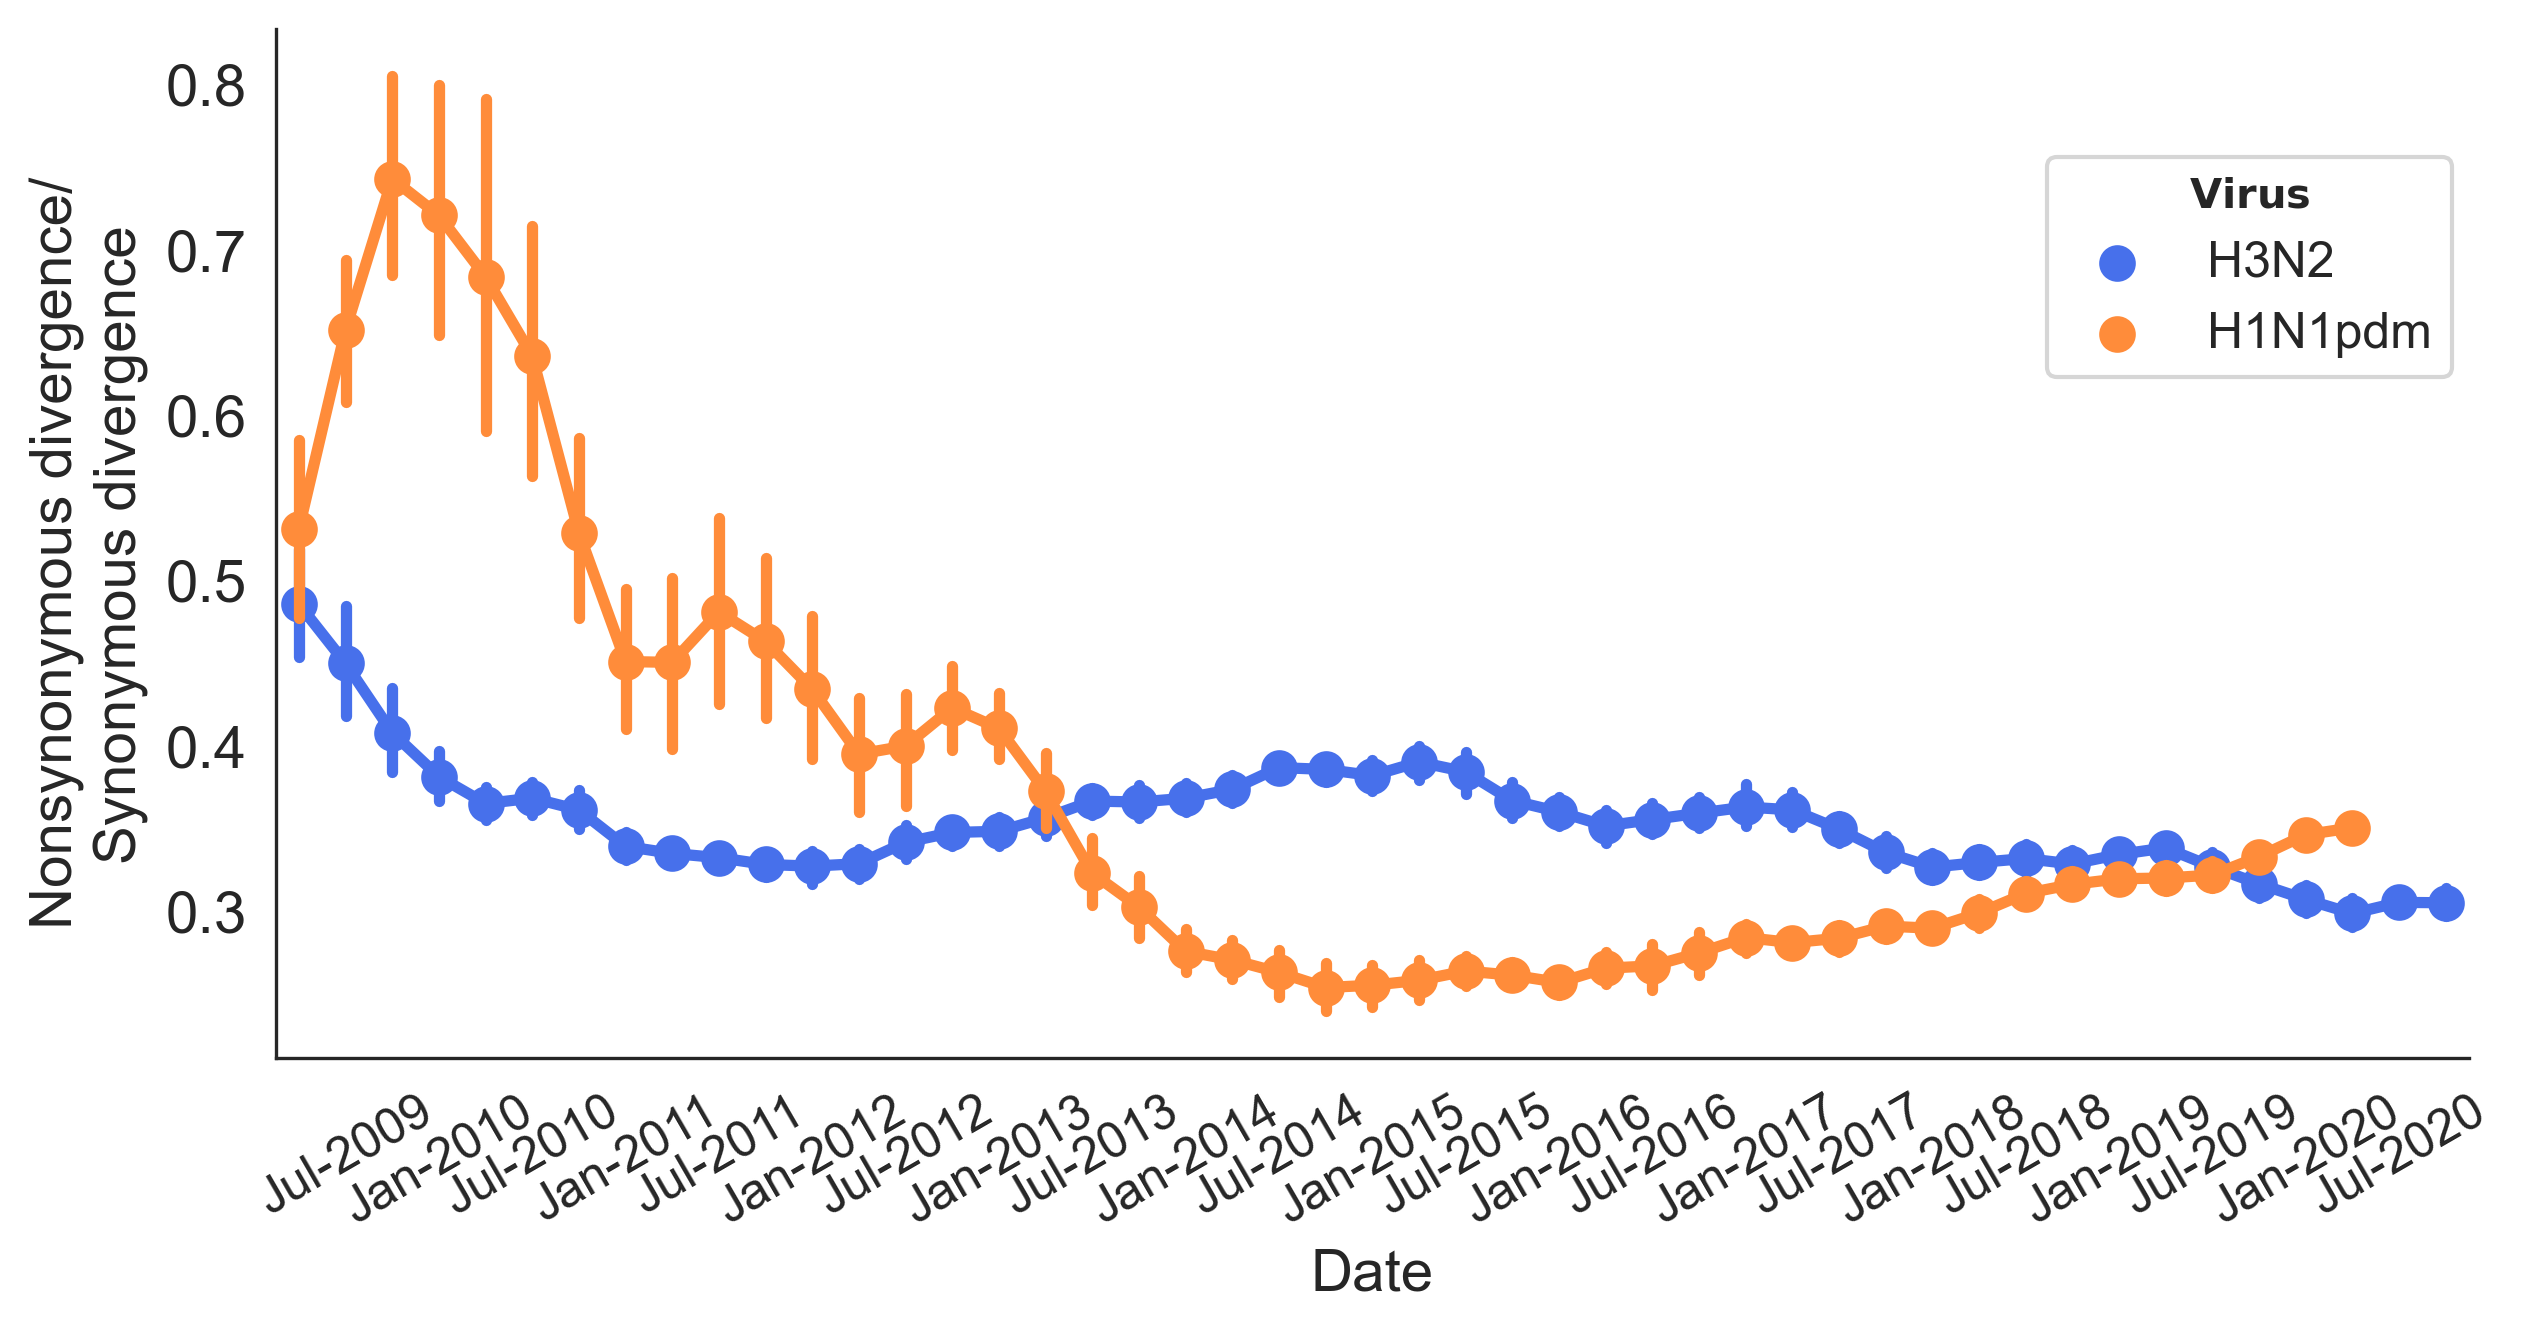 Nonsynonymous divergence/
Synonymous divergence
0.8
0.7
0.6
0.5
0.4
0.3
Virus
H3N2
H1N1pdm
Jul-2009
Jan-2010
Jul-2010
Jan-2011
Jul-2011
Jan-2012
Jul-2012
Jan-2013
Jul-2013
Jan-2014
Jul-2014
Jan-2015
Jul-2015
Jan-2016
Jul-2016
Jan-2017
Jul-2017
Jan-2018
Jul-2018
Jan-2019
Jul-2019
Jan-2020
Jul-2020
Date